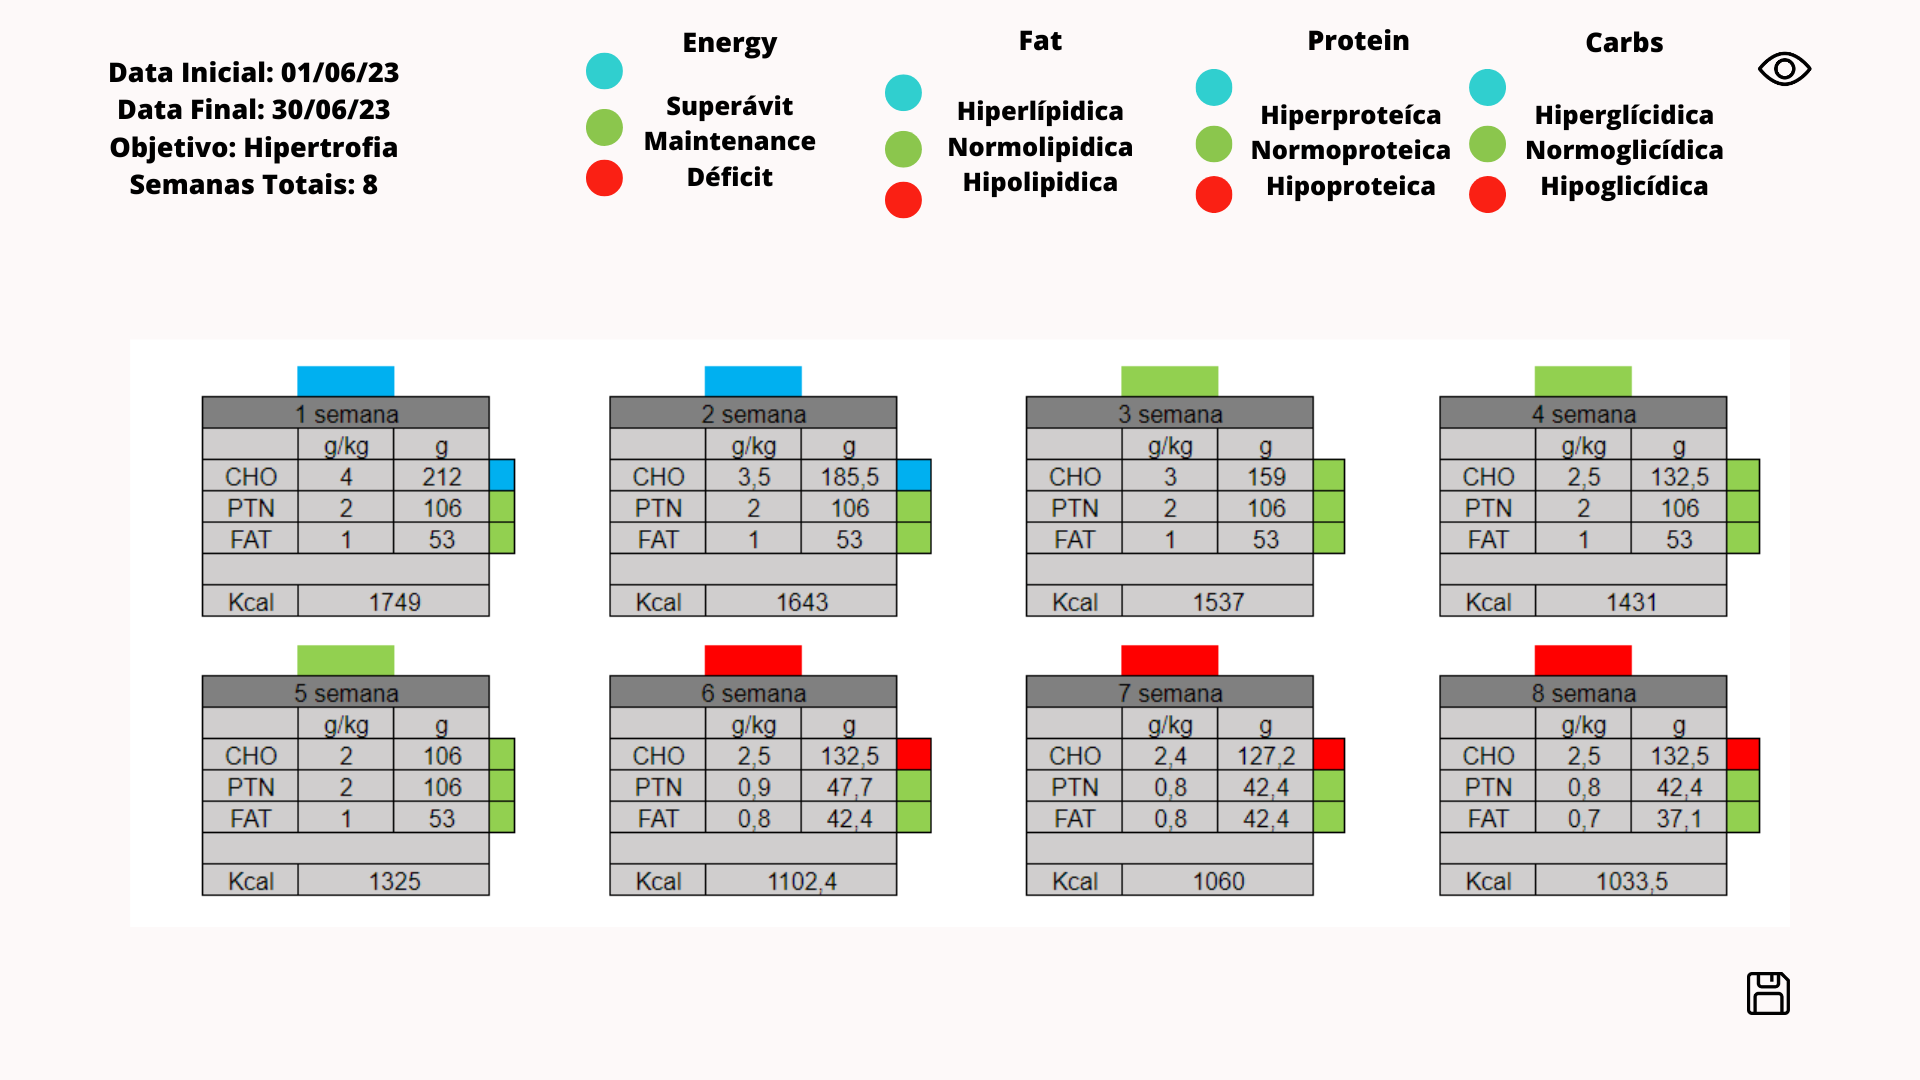 Data Inicial: 01/06/23
Data Final: 30/06/23
Objetivo: Hipertrofia
Semanas Totais: 8
Energy
Superávit
Maintenance
Déficit
Fat
Hiperlípidica
Normolipidica
Hipolipidica
Protein
Hiperproteíca
Normoproteica
Hipoproteica
Carbs
Hiperglícidica
Normoglicídica
Hipoglicídica
1 semana
g/kg g
CHO 4 212
PTN 2 106
FAT 1 53
Kcal 1749
2 semana
g/kg g
CHO 3,5 185,5
PTN 2 106
FAT 1 53
Kcal 1643
3 semana
g/kg g
CHO 3 159
PTN 2 106
FAT 1 53
Kcal 1537
4 semana
g/kg g
CHO 2,5 132,5
PTN 2 106
FAT 1 53
Kcal 1431
5 semana
g/kg g
CHO 2 106
PTN 2 106
FAT 1 53
Kcal 1325
6 semana
g/kg g
CHO 2,5 132,5
PTN 0,9 47,7
FAT 0,8 42,4
Kcal 1102,4
7 semana
g/kg g
CHO 2,4 127,2
PTN 0,8 42,4
FAT 0,8 42,4
Kcal 1060
8 semana
g/kg g
CHO 2,5 132,5
PTN 0,8 42,4
FAT 0,7 37,1
Kcal 1033,5